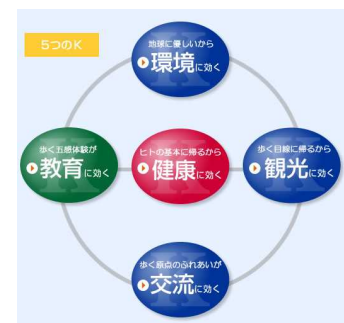 5つのK
地球に優しいから
環境に効く
歩く五感体験が
教育に効く
ヒトの基本に帰るから
健康に効く
歩く目線に帰るから
観光に効く
歩く原点のふれあいが
交流に効く